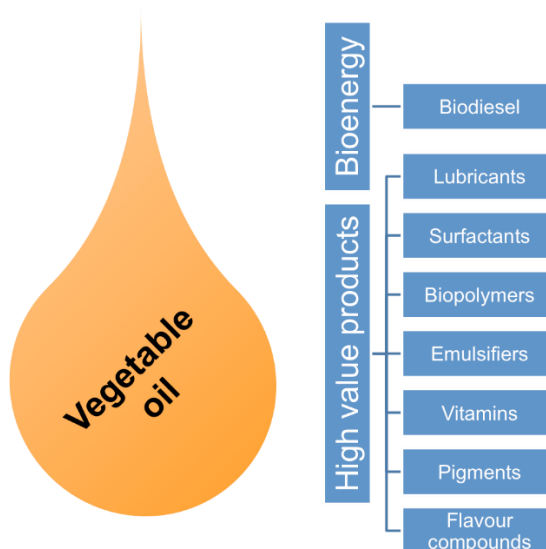 Vegetable
oil
Bioenergy
Biodiesel
High value products
Lubricants
Surfactants
Biopolymers
Emulsifiers
Vitamins
Pigments
Flavour
compounds